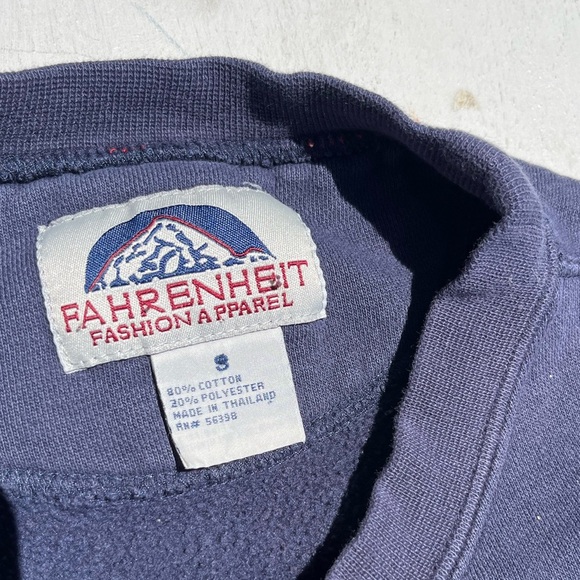 FAHRENHEIT
FASHION APPAREL
S
80% COTTON
20% POLYESTER
MADE IN THAILAND
RN# 56398